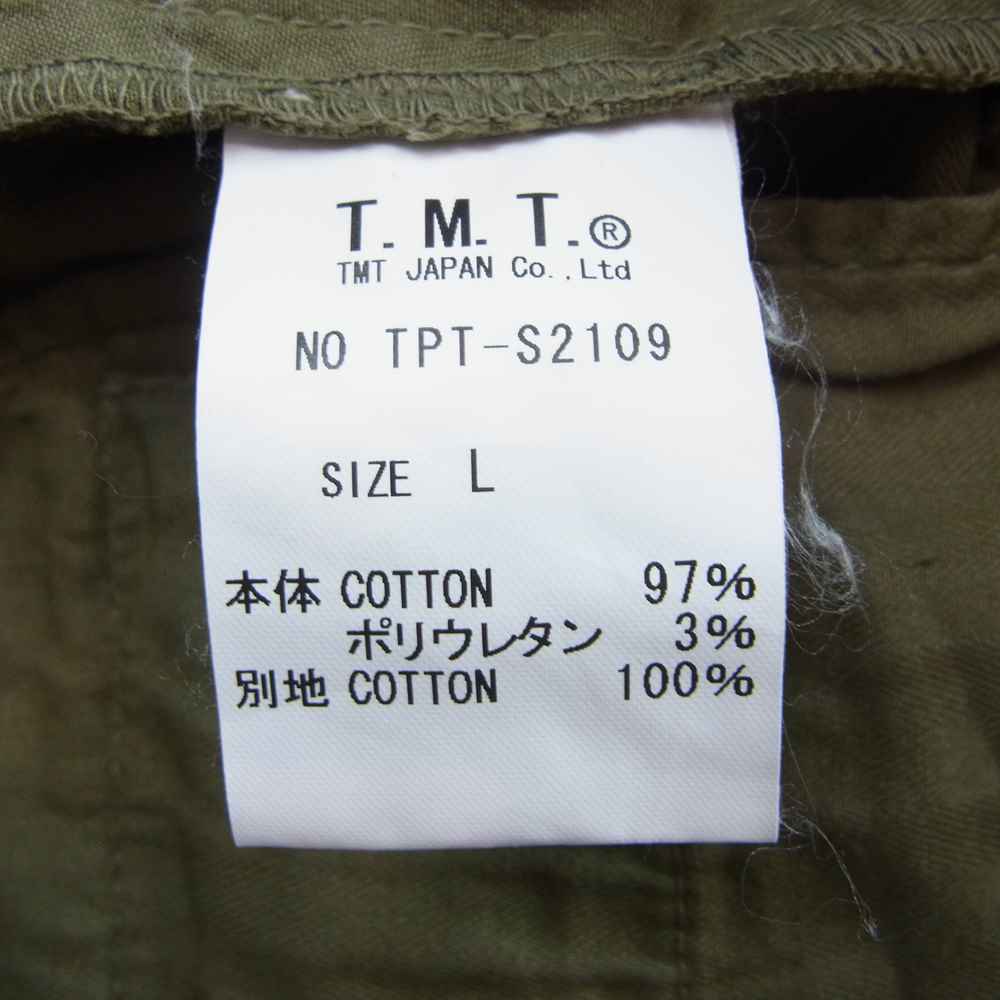 T.M.T.®
TMT JAPAN Co.,Ltd
NO TPT-S2109
SIZE L
本体 COTTON 97%
ポリウレタン 3%
別地 COTTON 100%